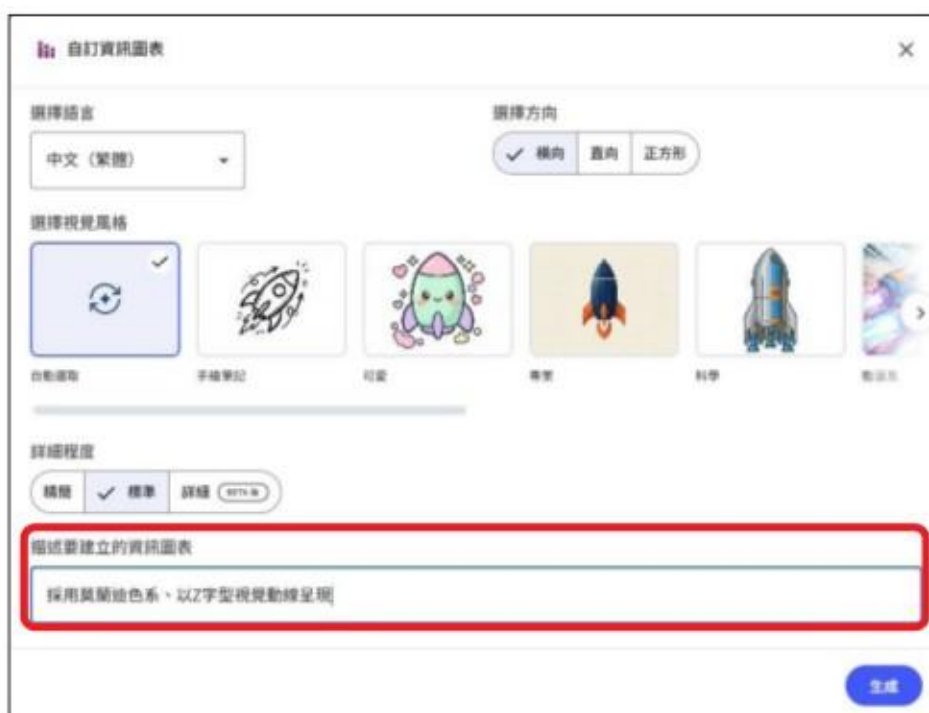 自訂資訊圖表
選擇語言
選擇方向
中文（繁體）
橫向 直向 正方形
選擇視覺風格
自動選取 手繪筆記 可愛 專業 科學
詳細程度
精簡 標準 詳細 BETA 版
描述要建立的資訊圖表
採用莫蘭迪色系、以Z字型視覺動線呈現
生成